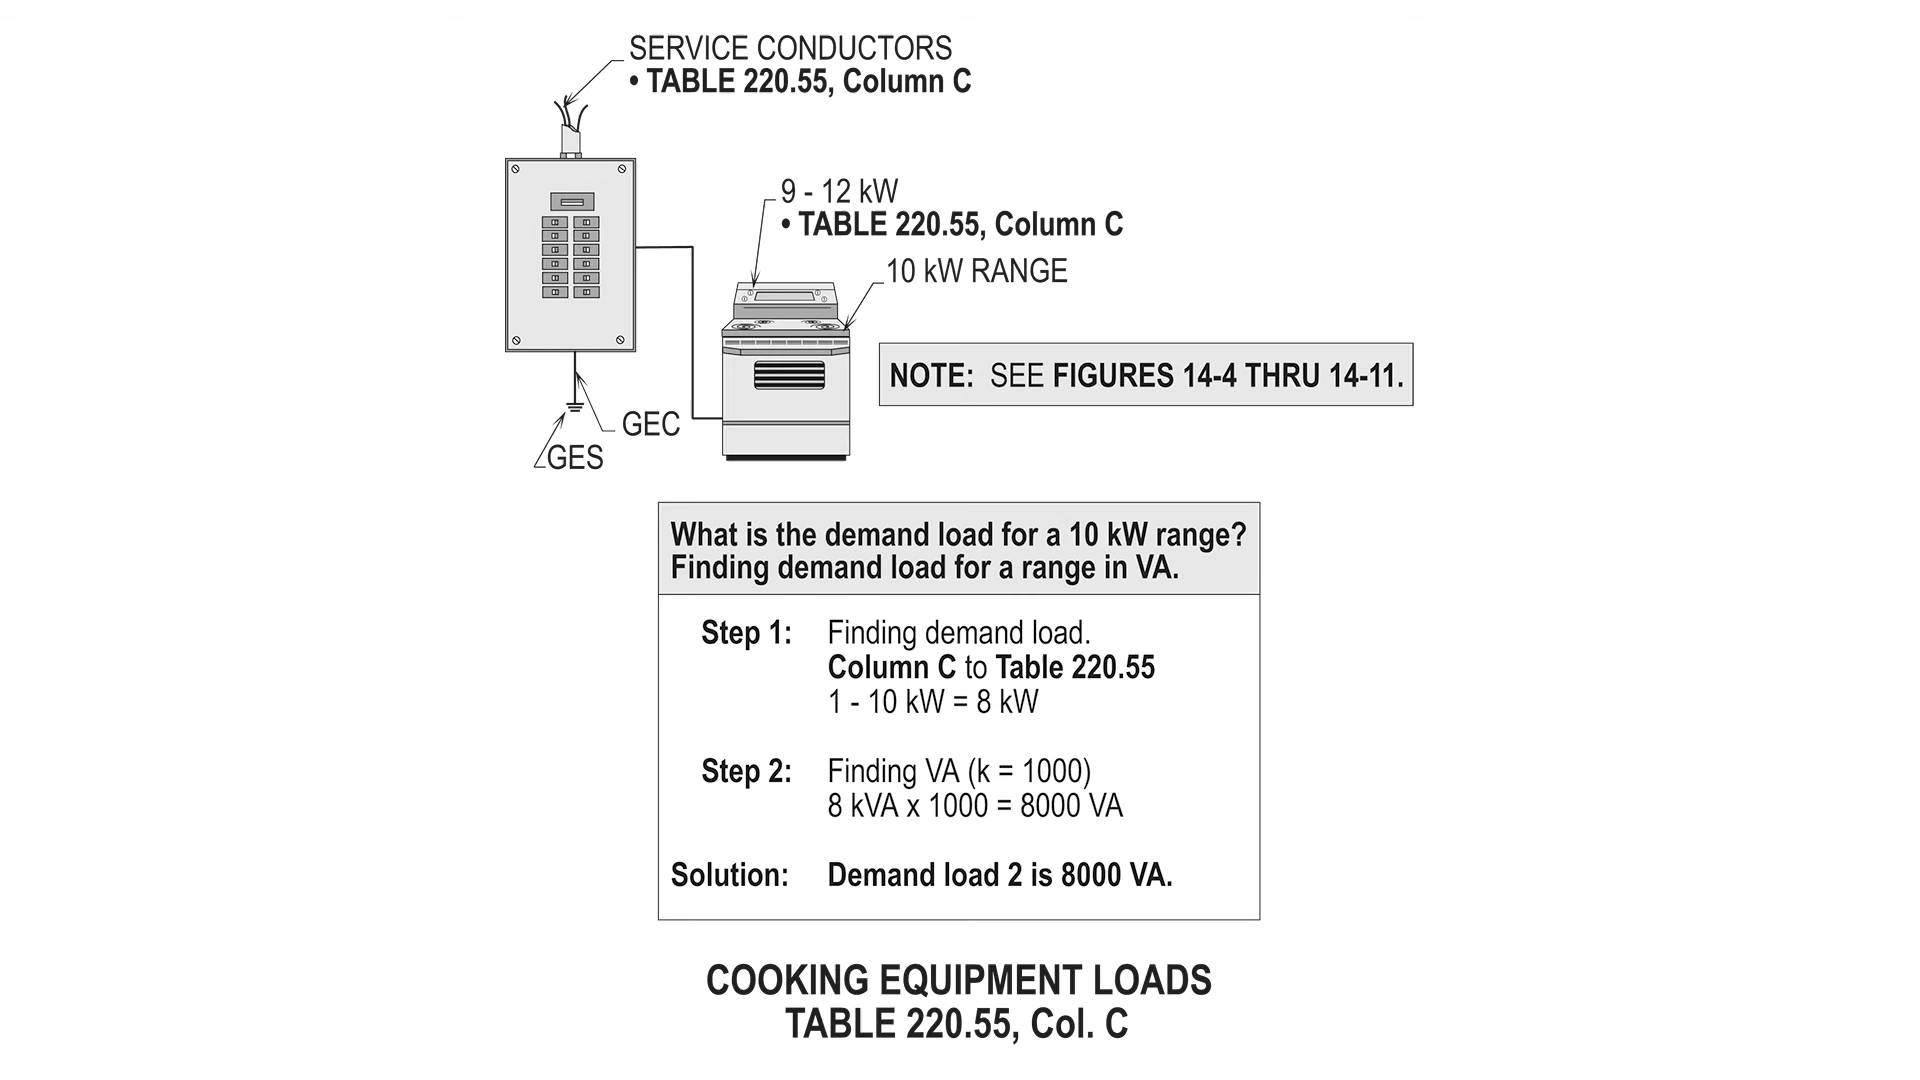 SERVICE CONDUCTORS
• TABLE 220.55, Column C
9 - 12 kW
• TABLE 220.55, Column C
10 kW RANGE
NOTE: SEE FIGURES 14-4 THRU 14-11.
GEC
GES
What is the demand load for a 10 kW range?
Finding demand load for a range in VA.
Step 1: Finding demand load.
Column C to Table 220.55
1 - 10 kW = 8 kW
Step 2: Finding VA (k = 1000)
8 kVA x 1000 = 8000 VA
Solution: Demand load 2 is 8000 VA.
COOKING EQUIPMENT LOADS
TABLE 220.55, Col. C